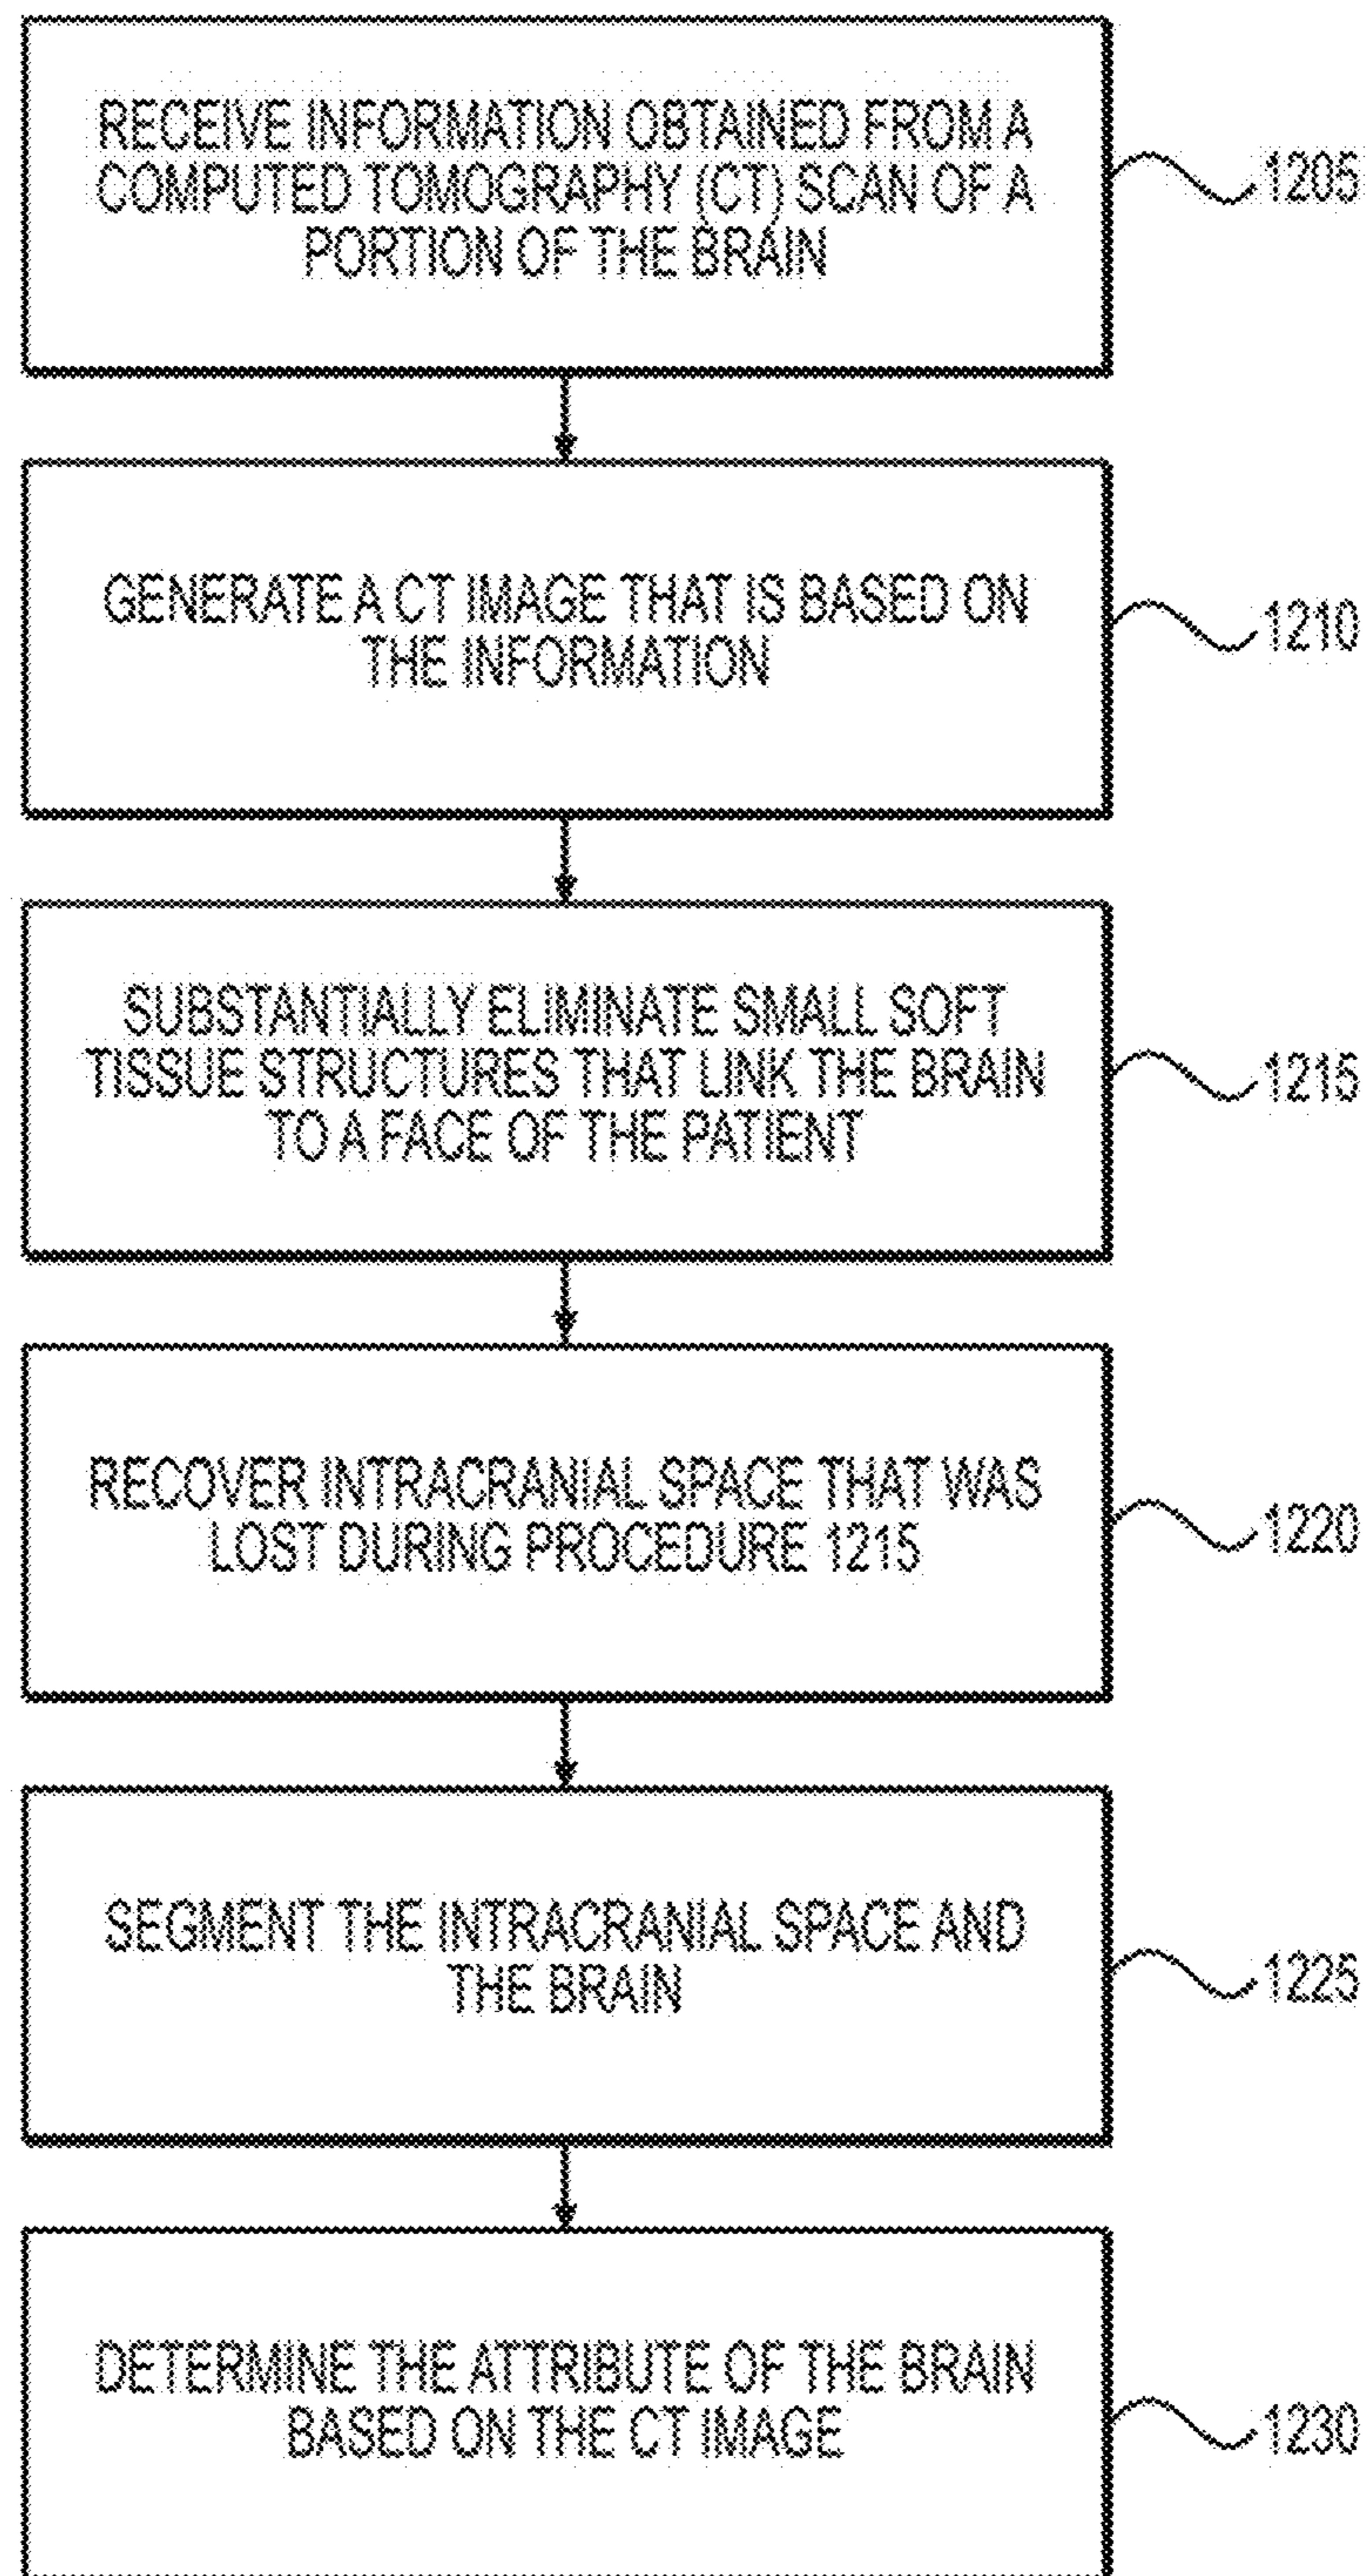 RECEIVE INFORMATION OBTAINED FROM A
COMPUTED TOMOGRAPHY (CT) SCAN OF A
PORTION OF THE BRAIN
1205
GENERATE A CT IMAGE THAT IS BASED ON
THE INFORMATION
1210
SUBSTANTIALLY ELIMINATE SMALL SOFT
TISSUE STRUCTURES THAT LINK THE BRAIN
TO A FACE OF THE PATIENT
1215
RECOVER INTRACRANIAL SPACE THAT WAS
LOST DURING PROCEDURE 1215
1220
SEGMENT THE INTRACRANIAL SPACE AND
THE BRAIN
1225
DETERMINE THE ATTRIBUTE OF THE BRAIN
BASED ON THE CT IMAGE
1230